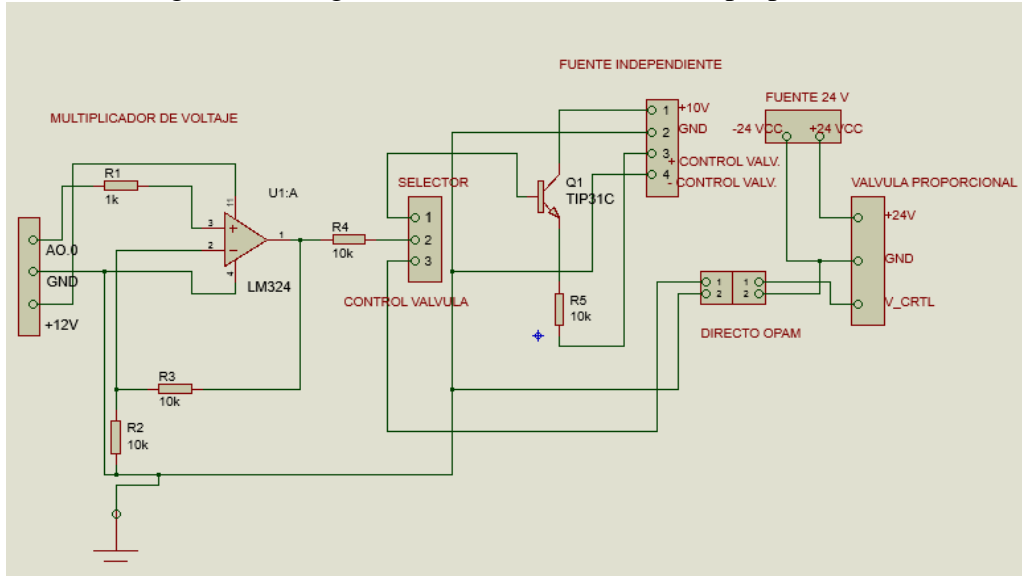 FUENTE INDEPENDIENTE
FUENTE 24 V
-24 VCC +24 VCC
MULTIPLICADOR DE VOLTAJE
1 +10V
2 GND
3 + CONTROL VALV.
4 - CONTROL VALV.
R1
1k
U1:A
11
3
2
1
4
LM324
AO.0
GND
+12V
R4
10k
SELECTOR
1
2
3
CONTROL VALVULA
Q1
TIP31C
R5
10k
VALVULA PROPORCIONAL
+24V
GND
V_CRTL
1 1
2 2
DIRECTO OPAM
R3
10k
R2
10k